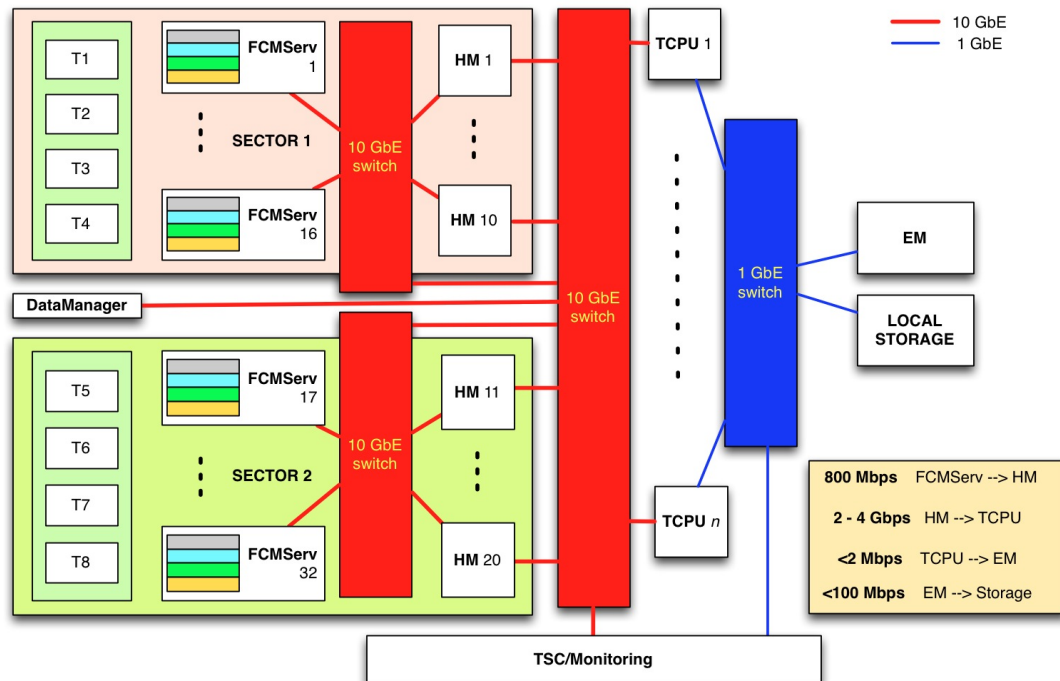 10 GbE
1 GbE
T1
T2
T3
T4
FCMServ
1
SECTOR 1
FCMServ
16
10 GbE
switch
HM 1
HM 10
DataManager
T5
T6
T7
T8
FCMServ
17
SECTOR 2
FCMServ
32
10 GbE
switch
HM 11
HM 20
10 GbE
switch
TCPU 1
TCPU n
1 GbE
switch
EM
LOCAL
STORAGE
800 Mbps FCMServ --> HM
2 - 4 Gbps HM --> TCPU
<2 Mbps TCPU --> EM
<100 Mbps EM --> Storage
TSC/Monitoring